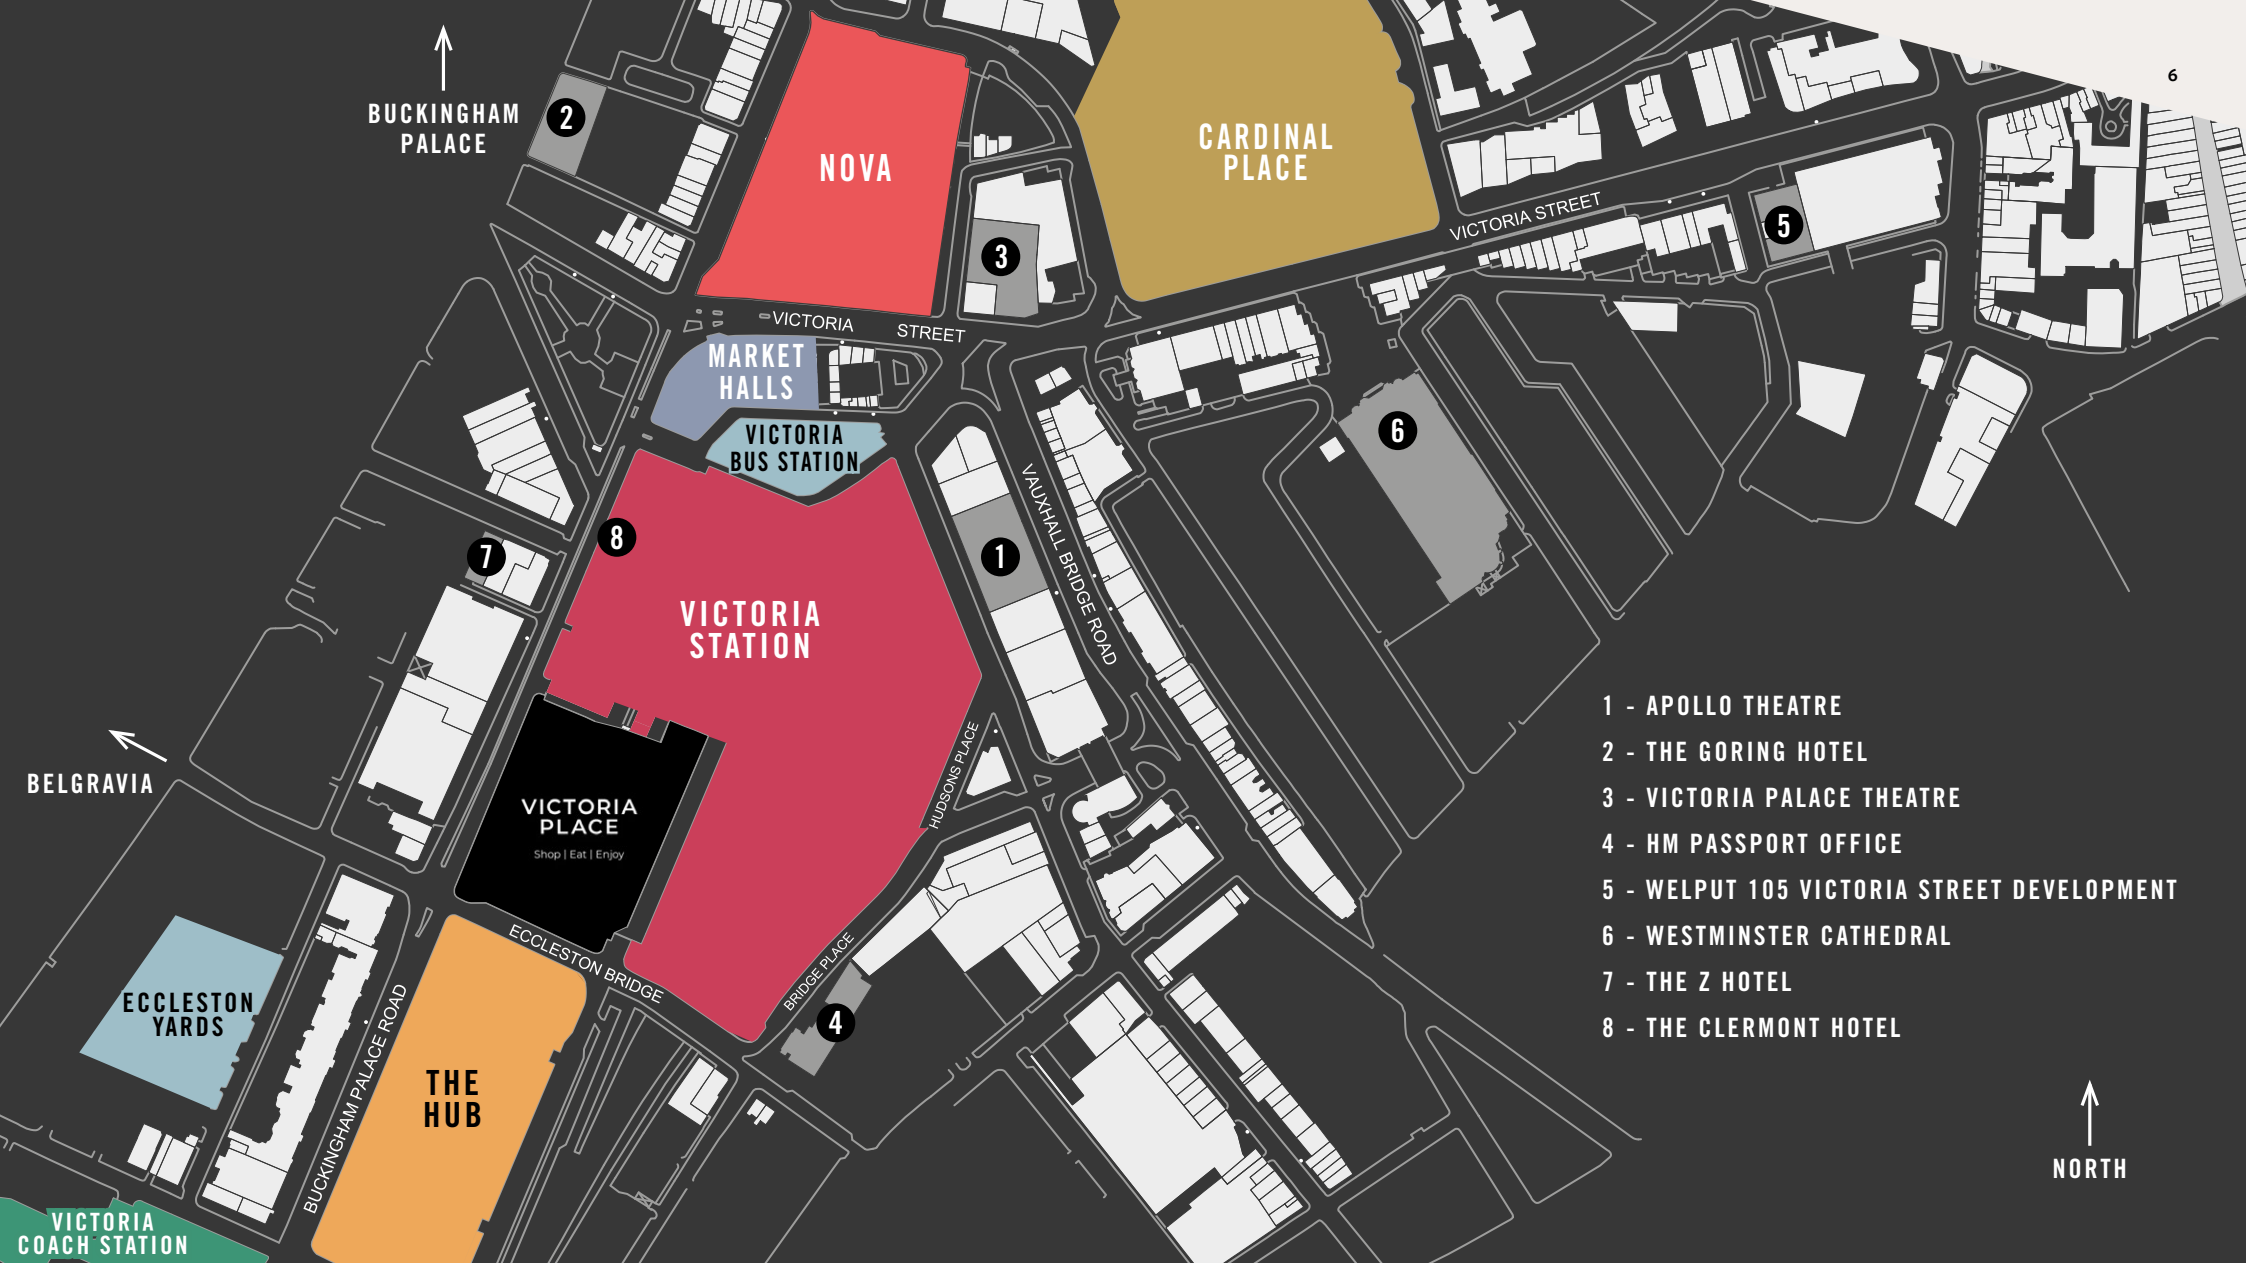 6
BUCKINGHAM
PALACE
2
NOVA
CARDINAL
PLACE
3
VICTORIA STREET
5
VICTORIA STREET
MARKET
HALLS
VICTORIA
BUS STATION
6
VAUXHALL BRIDGE ROAD
7
8
1
VICTORIA
STATION
HUDSONS PLACE
BELGRAVIA
VICTORIA
PLACE
Shop | Eat | Enjoy
ECCLESTON BRIDGE
BRIDGE PLACE
4
ECCLESTON
YARDS
BUCKINGHAM PALACE ROAD
THE
HUB
VICTORIA
COACH STATION
1 - APOLLO THEATRE
2 - THE GORING HOTEL
3 - VICTORIA PALACE THEATRE
4 - HM PASSPORT OFFICE
5 - WELPUT 105 VICTORIA STREET DEVELOPMENT
6 - WESTMINSTER CATHEDRAL
7 - THE Z HOTEL
8 - THE CLERMONT HOTEL
NORTH